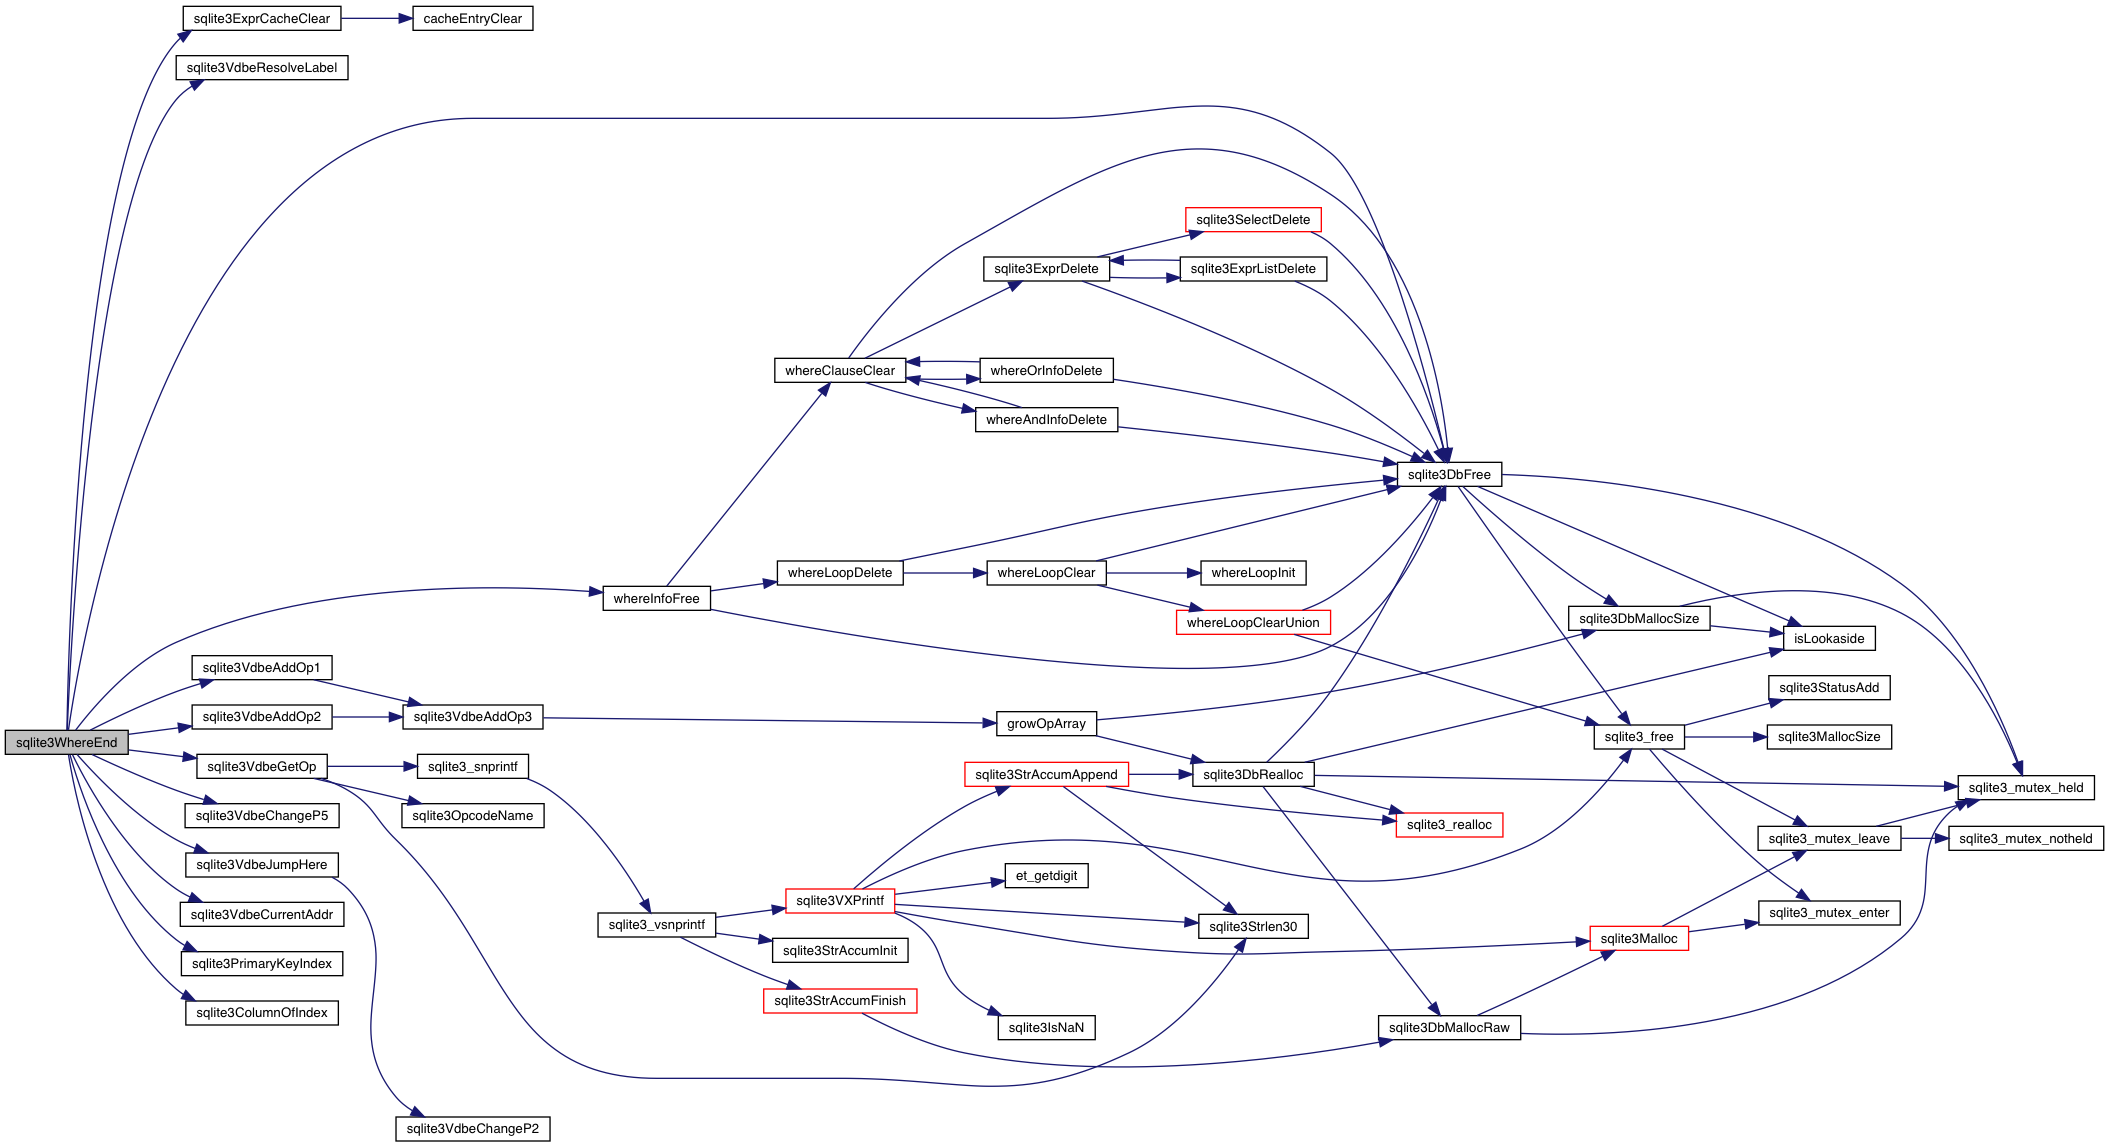 sqlite3ExprCacheClear
cacheEntryClear
sqlite3VdbeResolveLabel
sqlite3SelectDelete
sqlite3ExprDelete
sqlite3ExprListDelete
whereClauseClear
whereOrInfoDelete
whereAndInfoDelete
sqlite3DbFree
whereLoopDelete
whereLoopClear
whereLoopInit
whereInfoFree
whereLoopClearUnion
sqlite3DbMallocSize
isLookaside
sqlite3VdbeAddOp1
sqlite3StatusAdd
sqlite3VdbeAddOp2
sqlite3VdbeAddOp3
growOpArray
sqlite3_free
sqlite3MallocSize
sqlite3WhereEnd
sqlite3VdbeGetOp
sqlite3_snprintf
sqlite3StrAccumAppend
sqlite3DbRealloc
sqlite3_mutex_held
sqlite3VdbeChangeP5
sqlite3OpcodeName
sqlite3_realloc
sqlite3_mutex_leave
sqlite3_mutex_notheld
sqlite3VdbeJumpHere
et_getdigit
sqlite3VXPrintf
sqlite3VdbeCurrentAddr
sqlite3_mutex_enter
sqlite3_vsnprintf
sqlite3Strlen30
sqlite3Malloc
sqlite3StrAccumInit
sqlite3PrimaryKeyIndex
sqlite3StrAccumFinish
sqlite3ColumnOfIndex
sqlite3IsNaN
sqlite3DbMallocRaw
sqlite3VdbeChangeP2